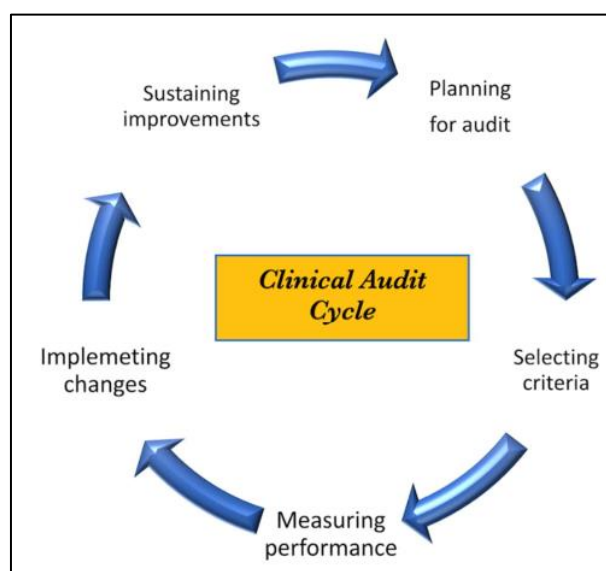 Clinical Audit
Cycle
Planning
for audit
Selecting
criteria
Measuring
performance
Implemeting
changes
Sustaining
improvements